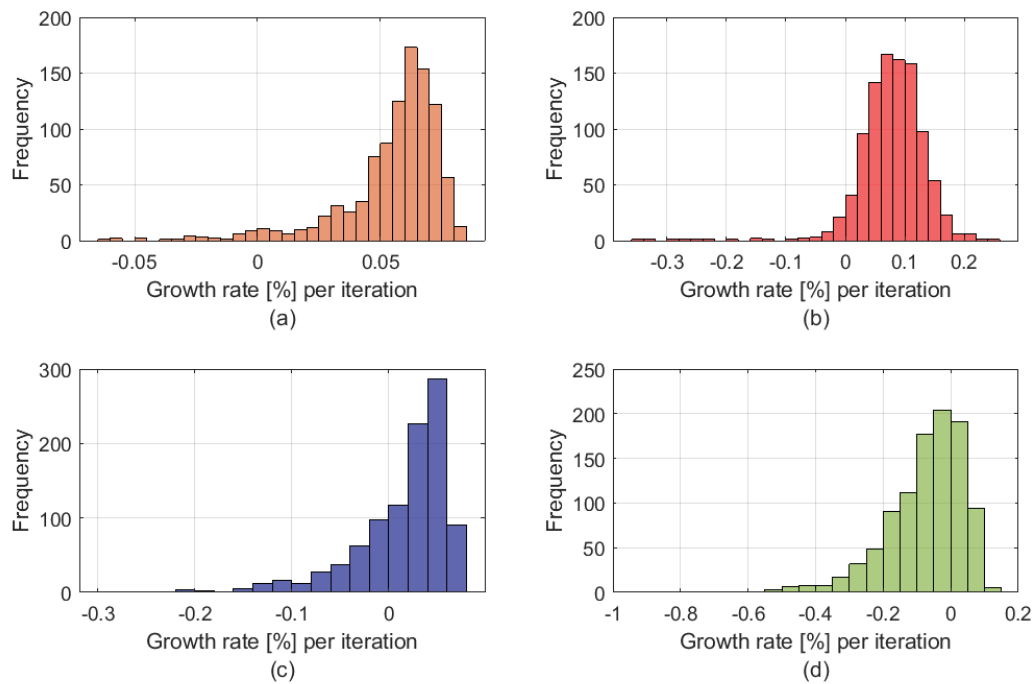 200
150
100
50
0
Frequency
-0.05 0 0.05
Growth rate [%] per iteration
(a)
200
150
100
50
0
Frequency
-0.3 -0.2 -0.1 0 0.1 0.2
Growth rate [%] per iteration
(b)
300
200
100
0
Frequency
-0.3 -0.2 -0.1 0
Growth rate [%] per iteration
(c)
250
200
150
100
50
0
Frequency
-1 -0.8 -0.6 -0.4 -0.2 0 0.2
Growth rate [%] per iteration
(d)